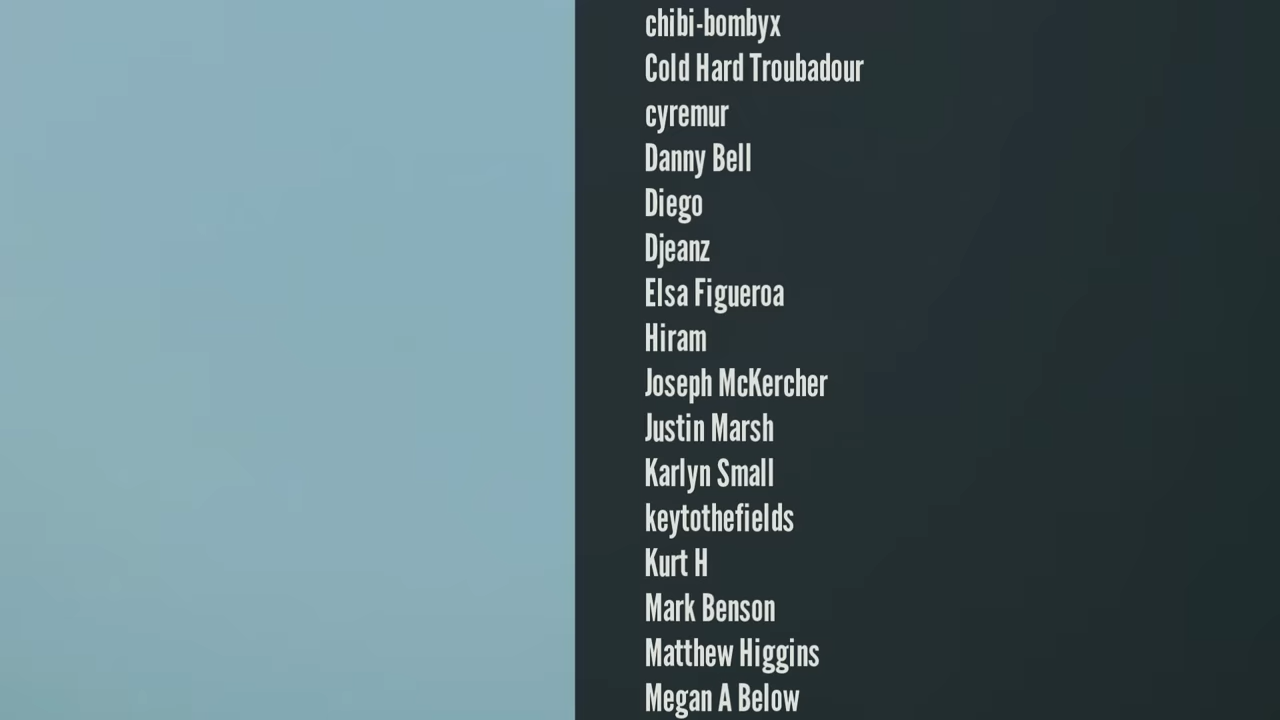 chibi-bombyx
Cold Hard Troubadour
cyremur
Danny Bell
Diego
Djeanz
Elsa Figueroa
Hiram
Joseph McKercher
Justin Marsh
Karlyn Small
keytothefields
Kurt H
Mark Benson
Matthew Higgins
Megan A Below